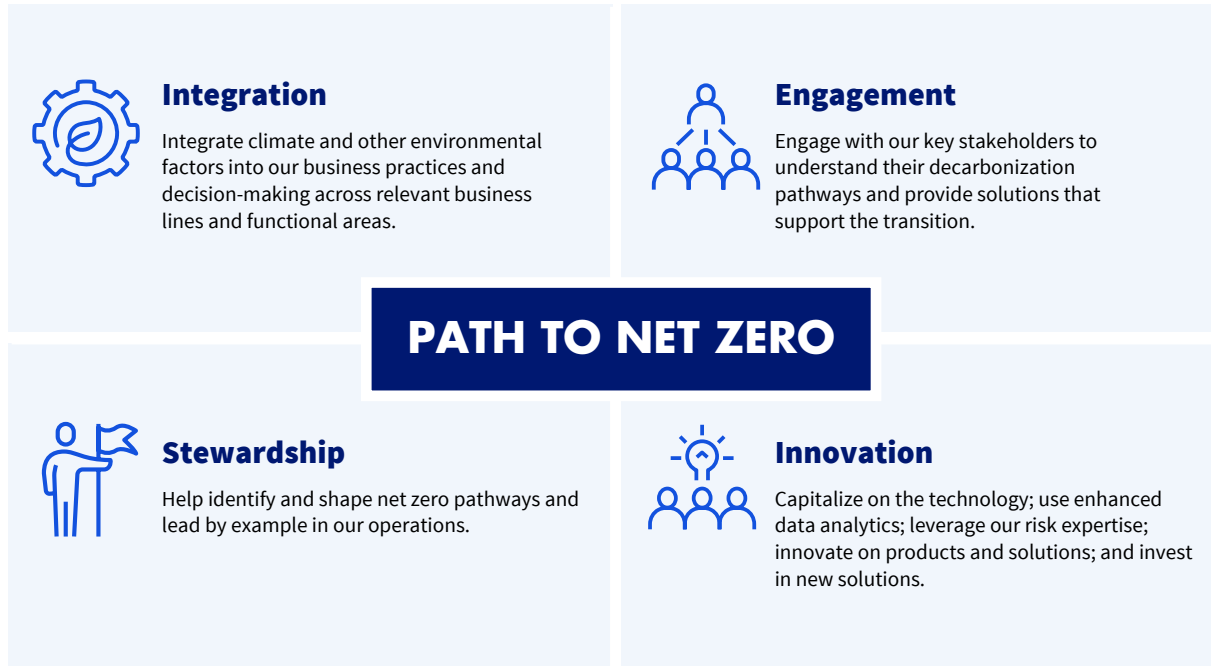 Integration
Integrate climate and other environmental
factors into our business practices and
decision-making across relevant business
lines and functional areas.
Engagement
Engage with our key stakeholders to
understand their decarbonization
pathways and provide solutions that
support the transition.
PATH TO NET ZERO
Stewardship
Help identify and shape net zero pathways and
lead by example in our operations.
Innovation
Capitalize on the technology; use enhanced
data analytics; leverage our risk expertise;
innovate on products and solutions; and invest
in new solutions.